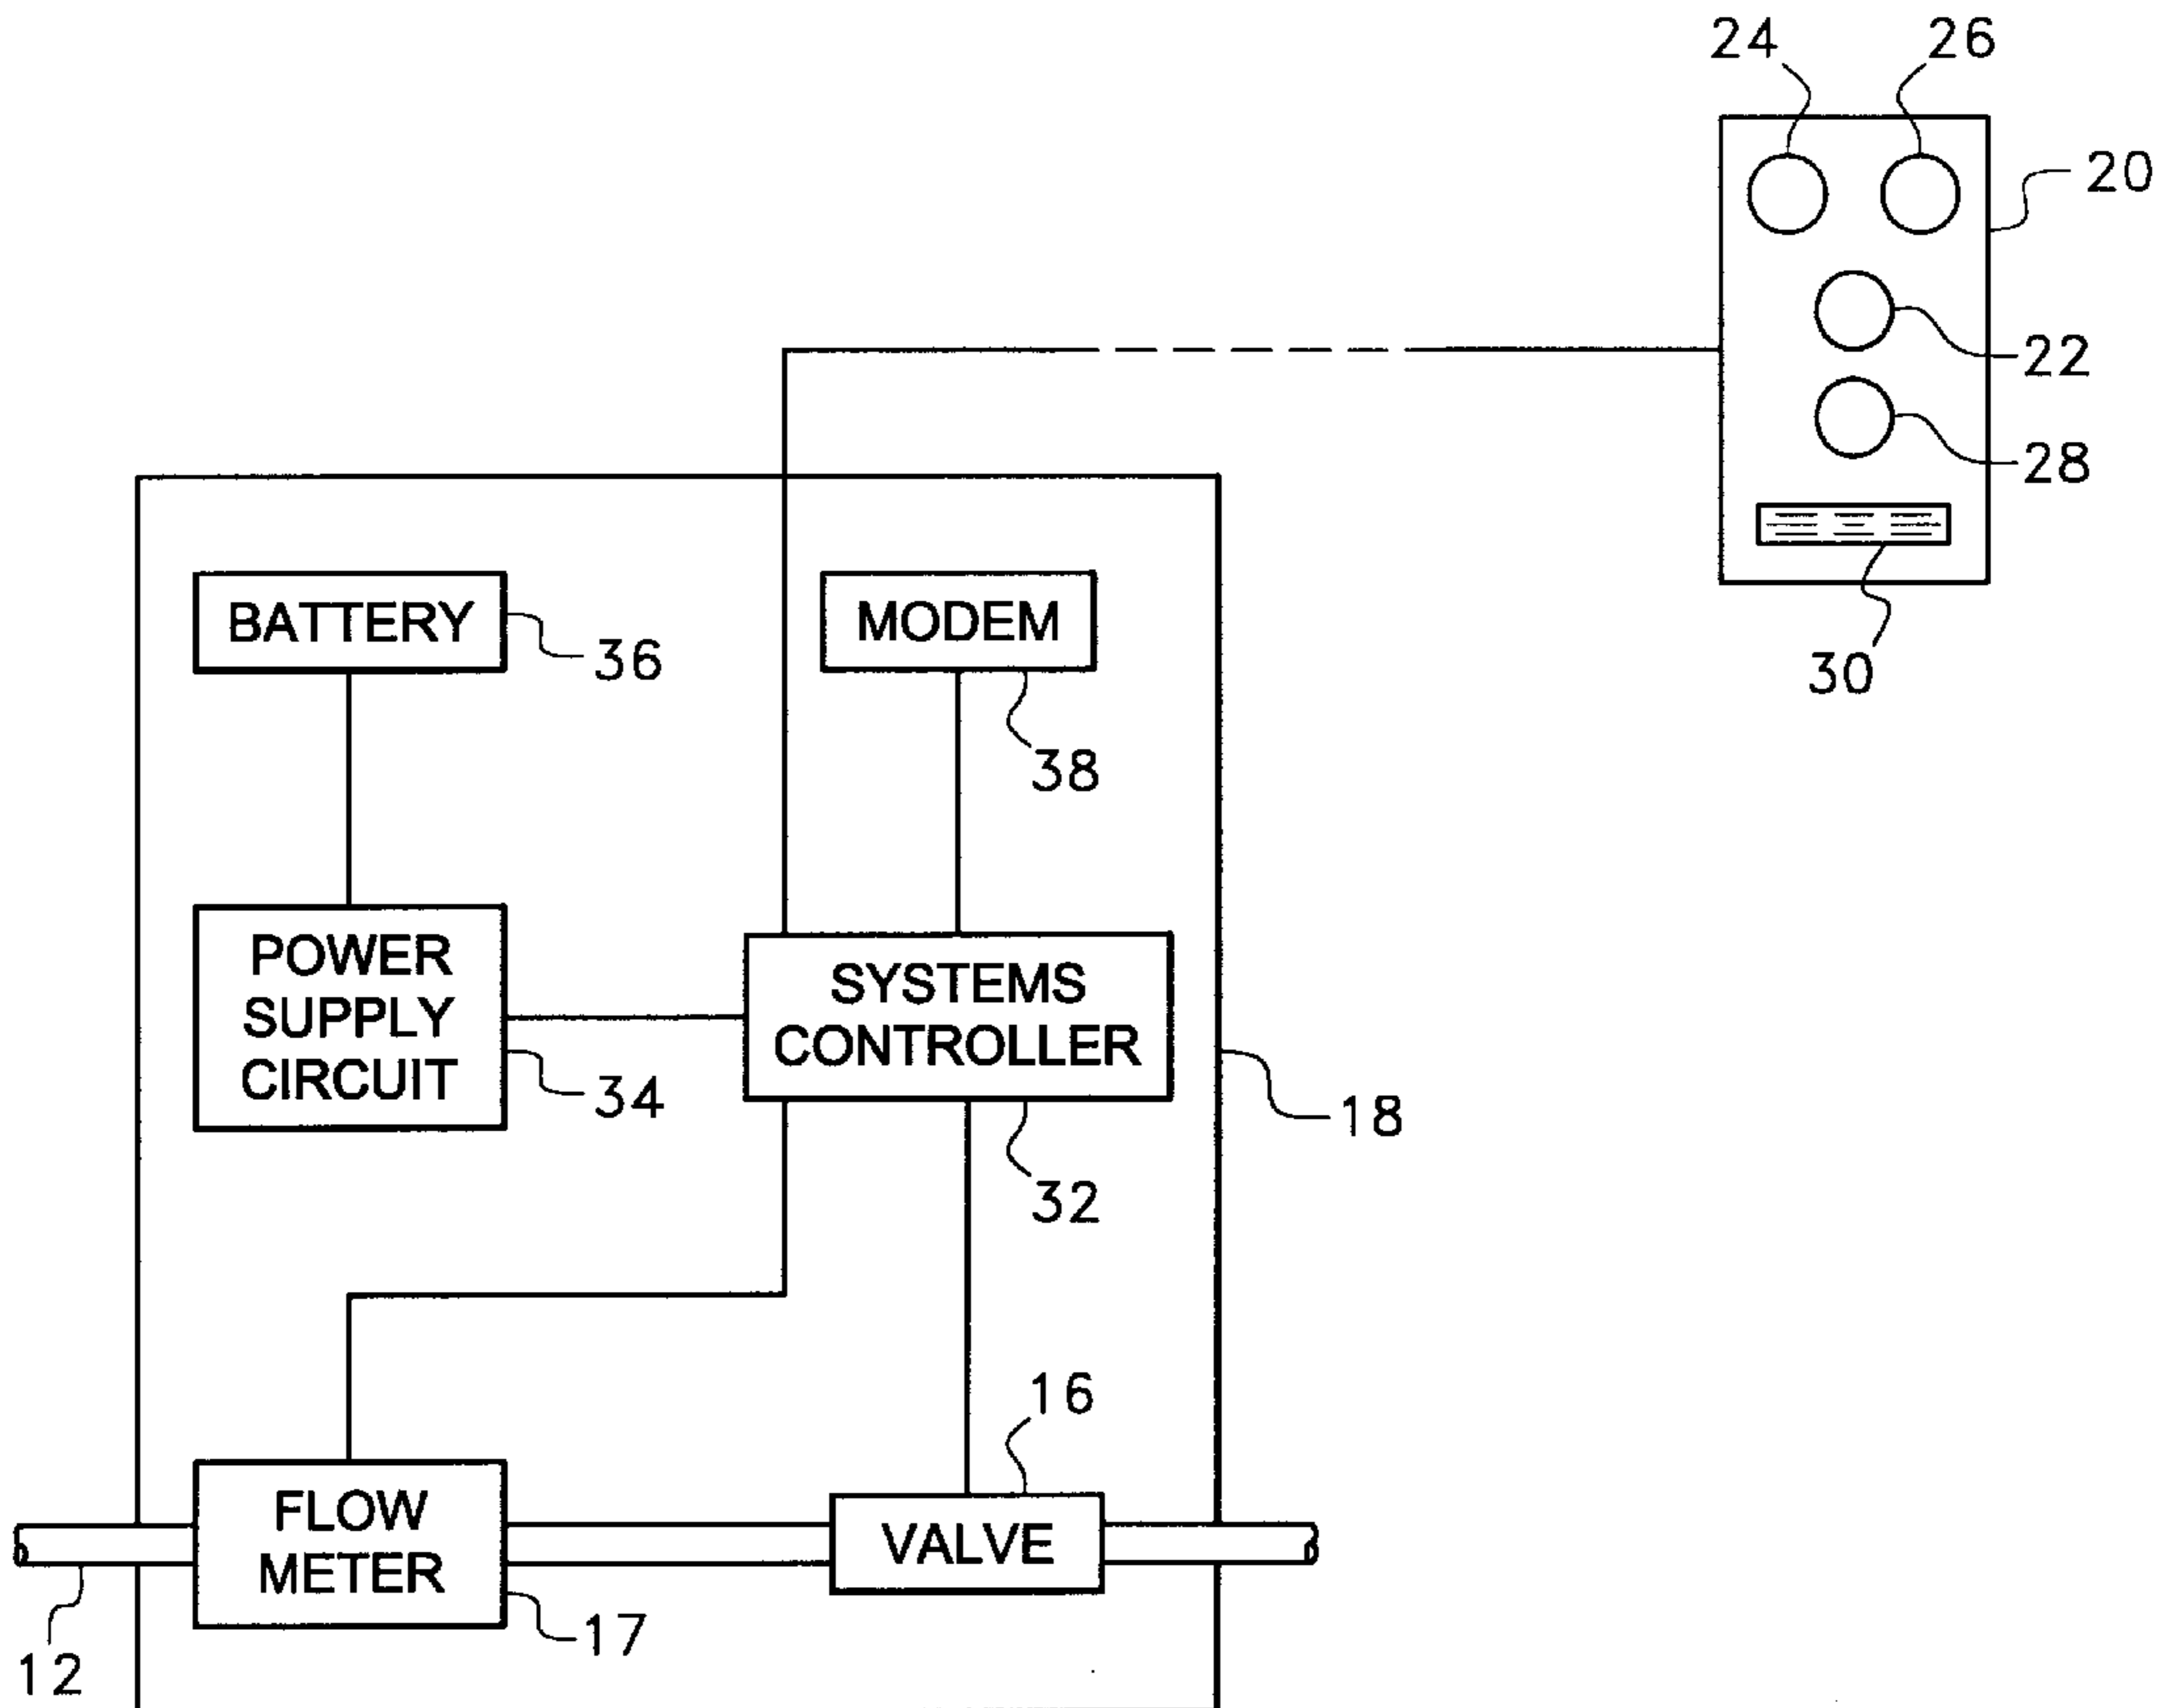 24
26
20
22
28
30
BATTERY
36
MODEM
38
POWER
SUPPLY
CIRCUIT
34
SYSTEMS
CONTROLLER
32
18
16
FLOW
METER
17
VALVE
12